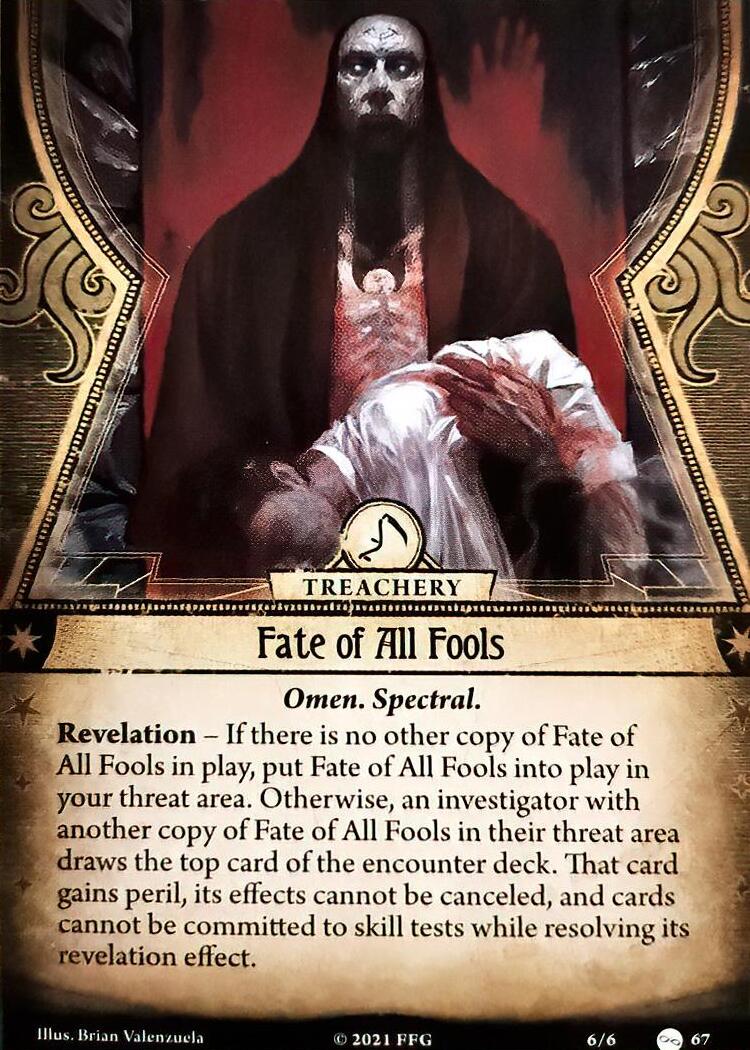 TREACHERY
Fate of All Fools
Omen. Spectral.
Revelation – If there is no other copy of Fate of
All Fools in play, put Fate of All Fools into play in
your threat area. Otherwise, an investigator with
another copy of Fate of All Fools in their threat area
draws the top card of the encounter deck. That card
gains peril, its effects cannot be canceled, and cards
cannot be committed to skill tests while resolving its
revelation effect.
Illus. Brian Valenzuela © 2021 FFG 6/6 67